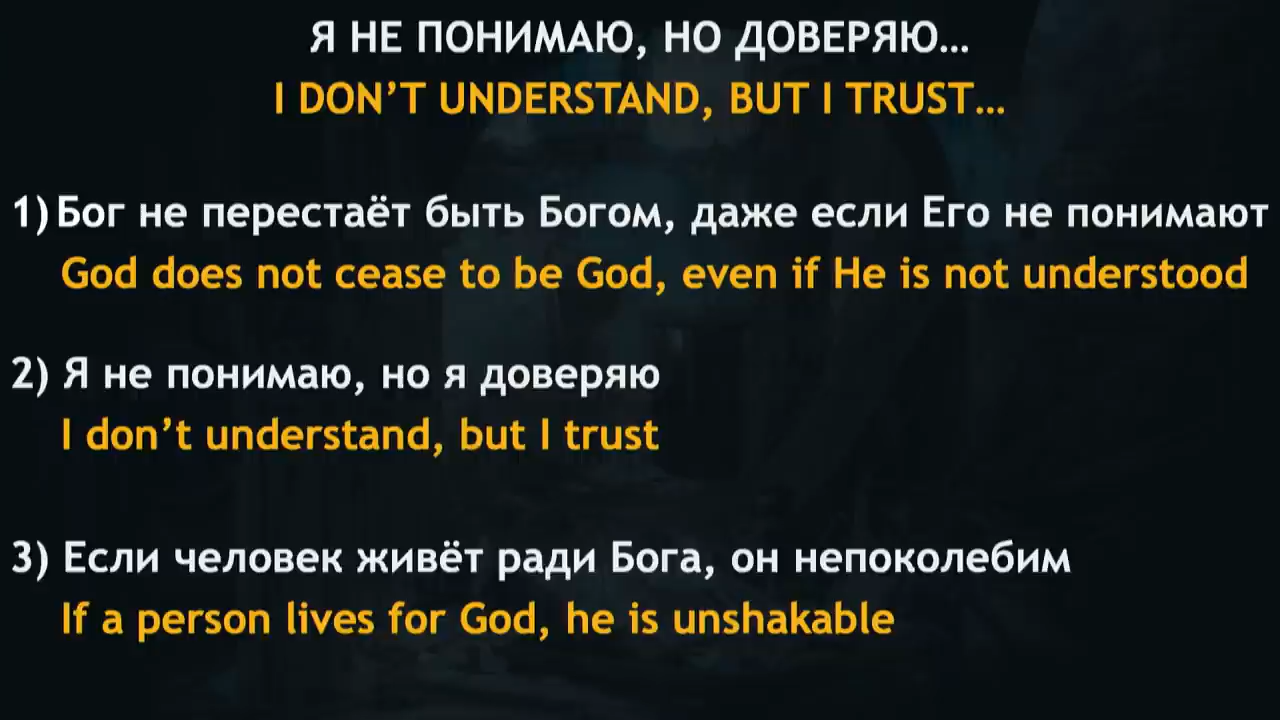 Я НЕ ПОНИМАЮ, НО ДОВЕРЯЮ...
I DON'T UNDERSTAND, BUT I TRUST...
1) Бог не перестаёт быть Богом, даже если Его не понимают
God does not cease to be God, even if He is not understood
2) Я не понимаю, но я доверяю
I don't understand, but I trust
3) Если человек живёт ради Бога, он непоколебим
If a person lives for God, he is unshakable